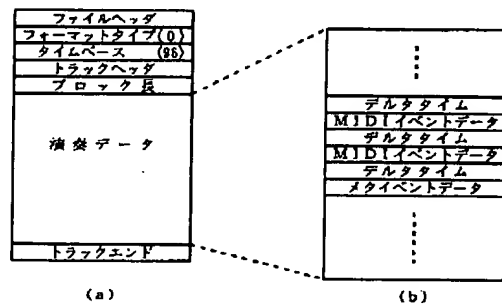 ファイルヘッダ
フォーマットタイプ(0)
タイムベース (96)
トラックヘッダ
ブロック長
演奏データ
トラックエンド
(a)
デルタタイム
MIDIイベントデータ
デルタタイム
MIDIイベントデータ
デルタタイム
メタイベントデータ
(b)